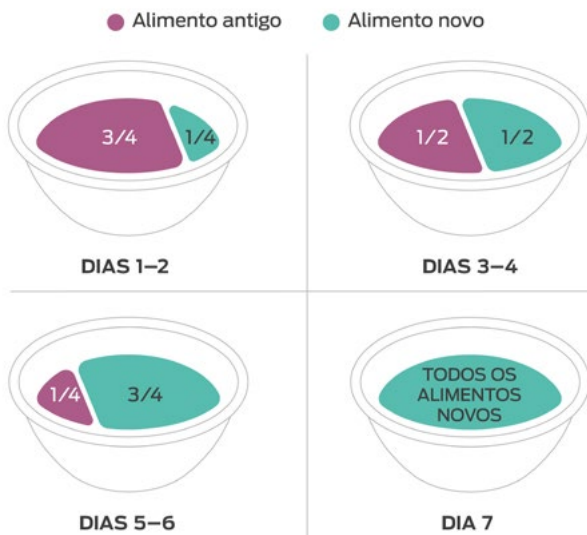 Alimento antigo
Alimento novo
3/4
1/4
DIAS 1–2
1/2
1/2
DIAS 3–4
1/4
3/4
DIAS 5–6
TODOS OS
ALIMENTOS
NOVOS
DIA 7